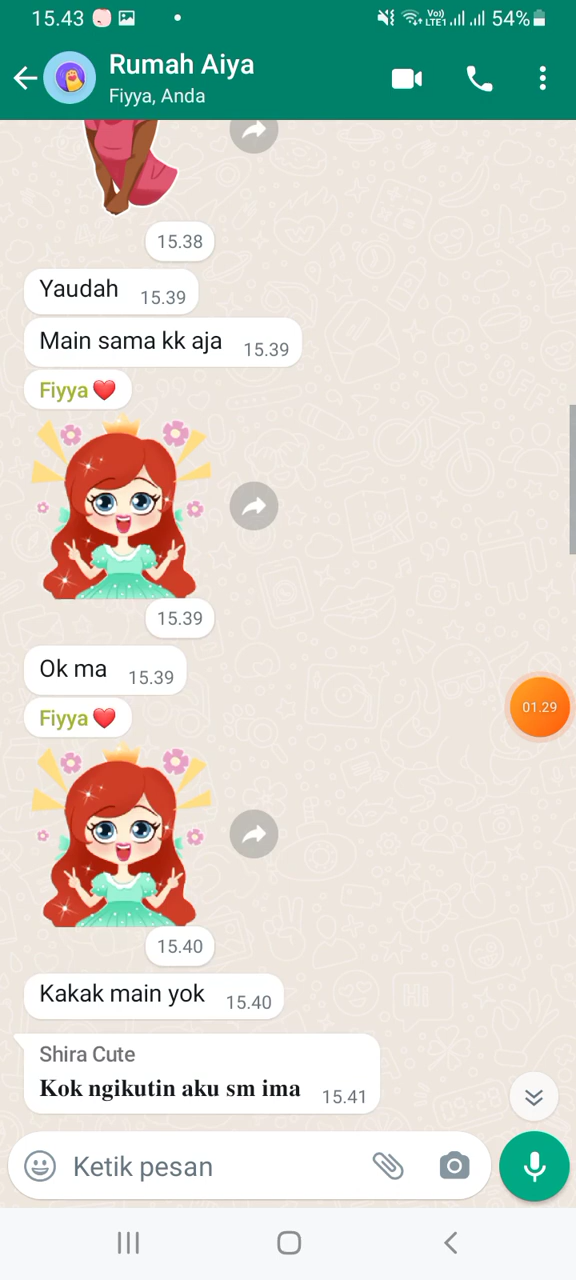 15.43 Vo)) LTE1 54%
Rumah Aiya
Fiyya, Anda
15.38
Yaudah 15.39
Main sama kk aja 15.39
Fiyya❤️
15.39
Ok ma 15.39
01.29
Fiyya❤️
15.40
Kakak main yok 15.40
Shira Cute
Kok ngikutin aku sm ima 15.41
Ketik pesan